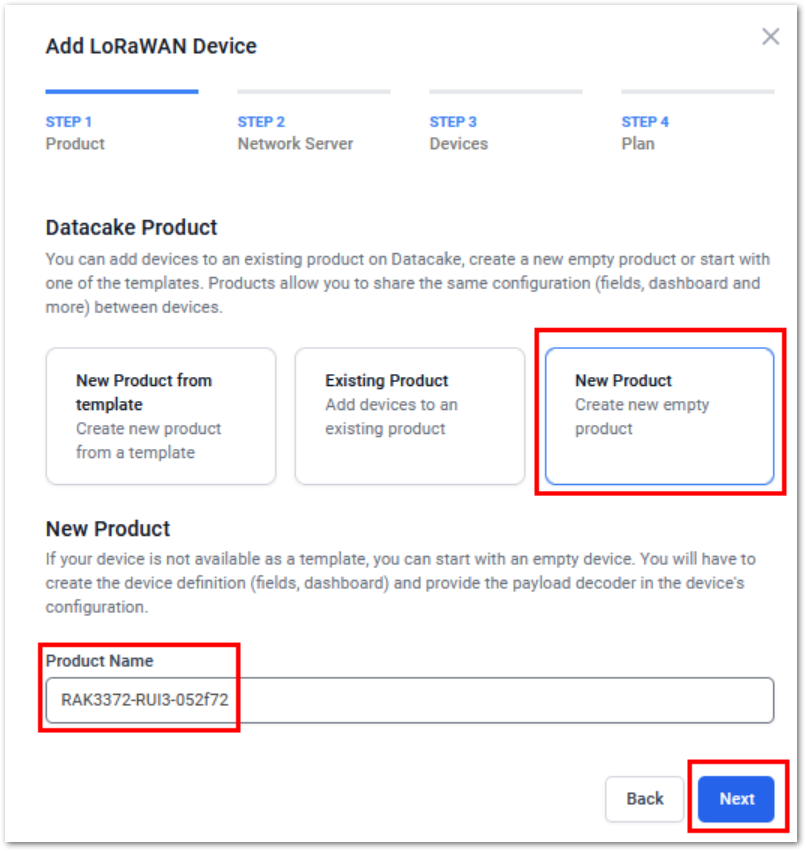 Add LoRaWAN Device
STEP 1
Product
STEP 2
Network Server
STEP 3
Devices
STEP 4
Plan
Datacake Product
You can add devices to an existing product on Datacake, create a new empty product or start with
one of the templates. Products allow you to share the same configuration (fields, dashboard and
more) between devices.
New Product from
template
Create new product
from a template
Existing Product
Add devices to an
existing product
New Product
Create new empty
product
New Product
If your device is not available as a template, you can start with an empty device. You will have to
create the device definition (fields, dashboard) and provide the payload decoder in the device's
configuration.
Product Name
RAK3372-RUI3-052f72
Back
Next